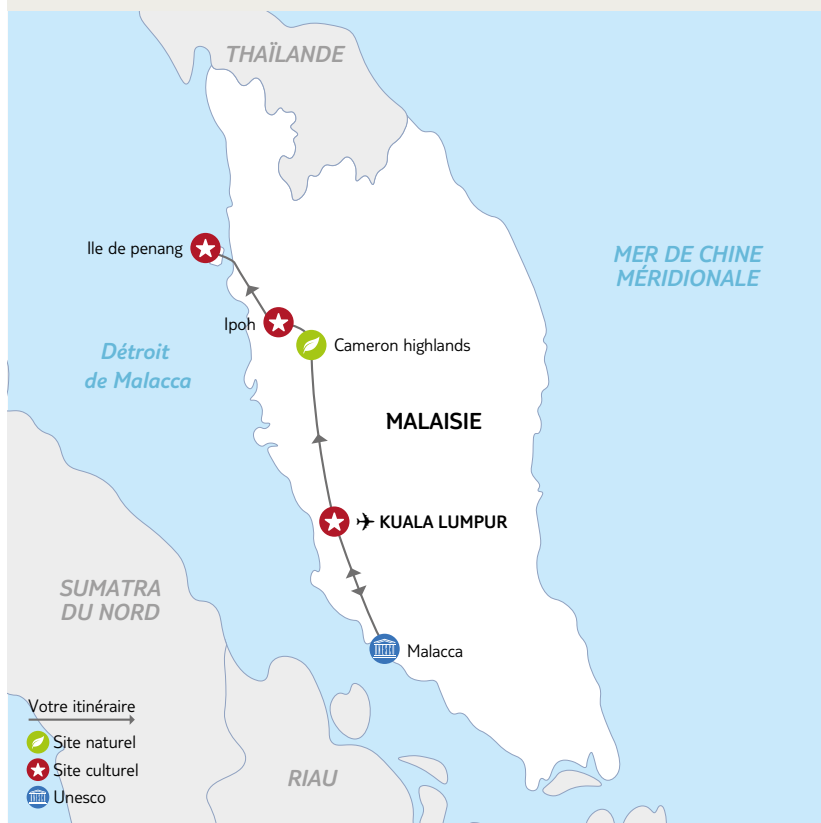 THAÏLANDE
Ile de penang
MER DE CHINE
MÉRIDIONALE
Ipoh
Cameron highlands
Détroit
de Malacca
MALAISIE
KUALA LUMPUR
SUMATRA
DU NORD
Malacca
Votre itinéraire
Site naturel
Site culturel
Unesco
RIAU